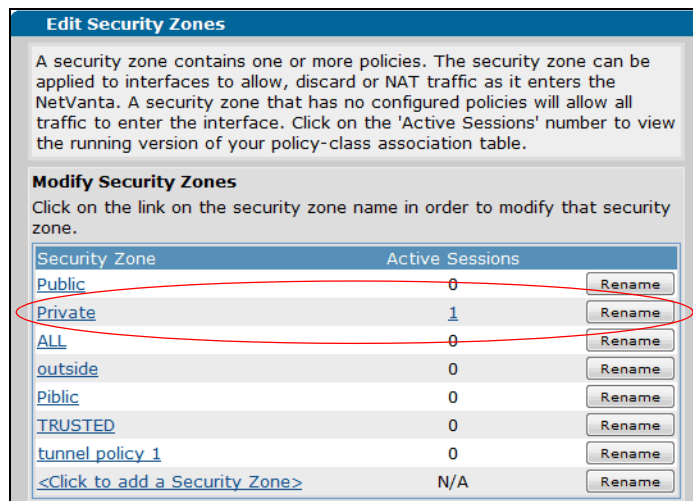 Edit Security Zones
A security zone contains one or more policies. The security zone can be
applied to interfaces to allow, discard or NAT traffic as it enters the
NetVanta. A security zone that has no configured policies will allow all
traffic to enter the interface. Click on the 'Active Sessions' number to view
the running version of your policy-class association table.
Modify Security Zones
Click on the link on the security zone name in order to modify that security
zone.
Security Zone Active Sessions
Public 0 Rename
Private 1 Rename
ALL 0 Rename
outside 0 Rename
Piblic 0 Rename
TRUSTED 0 Rename
tunnel policy 1 0 Rename
<Click to add a Security Zone> N/A Rename